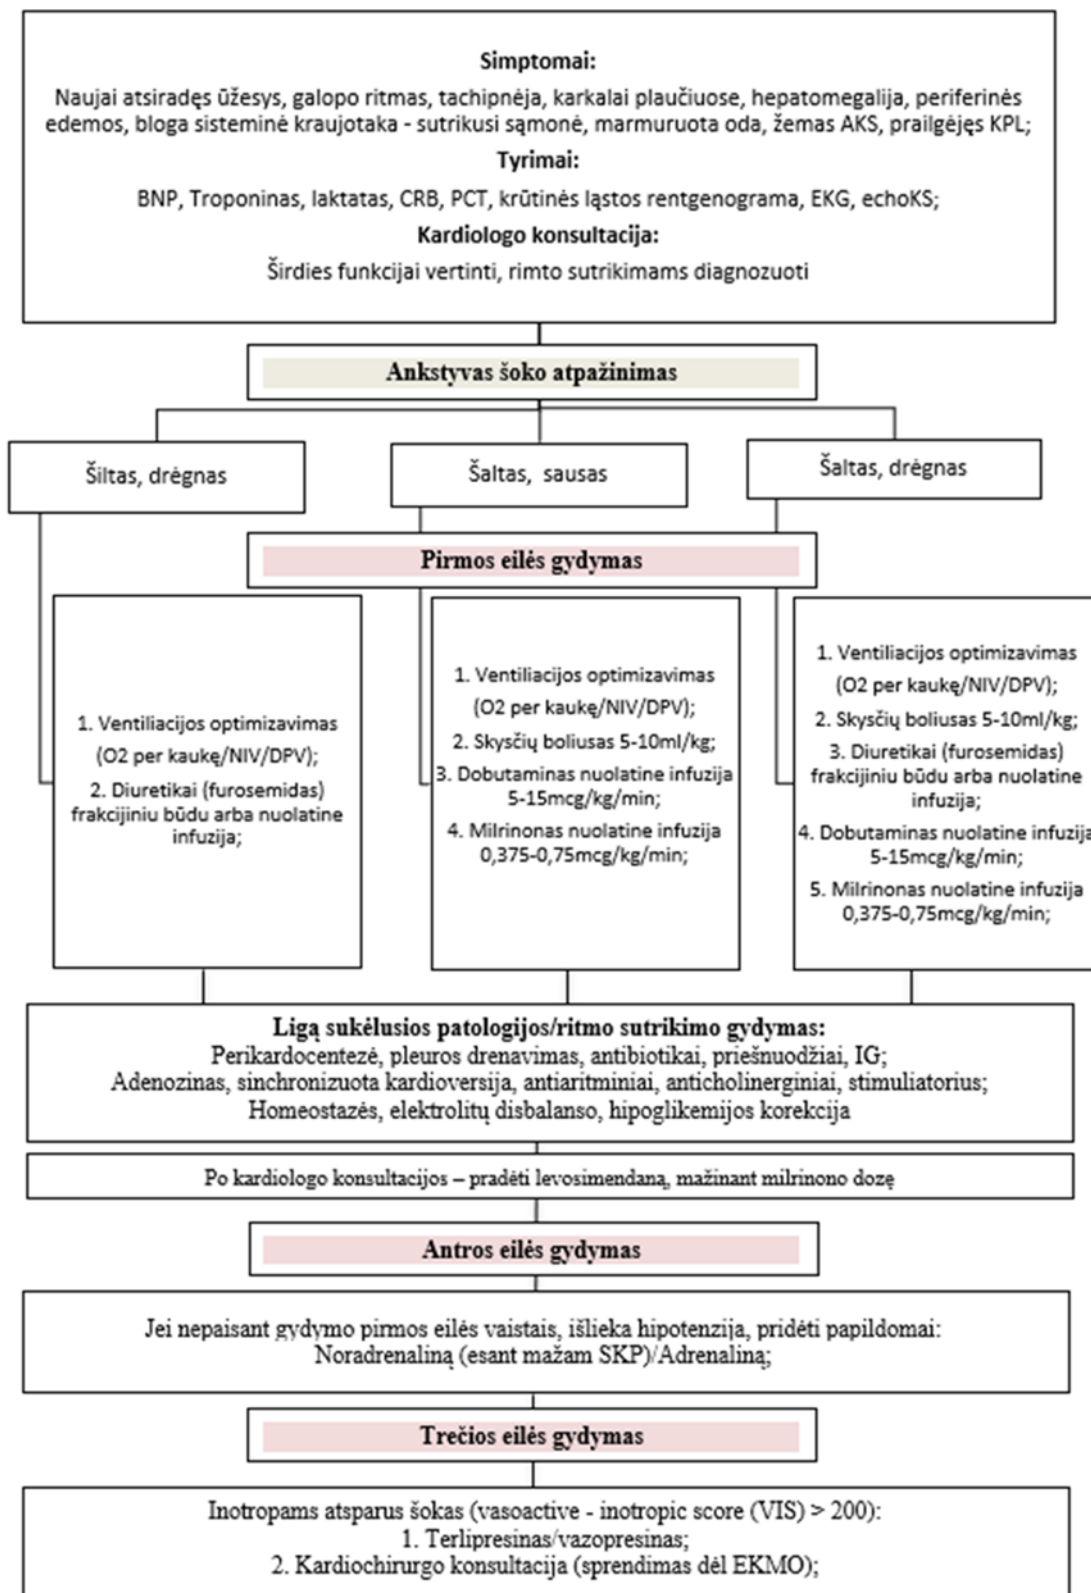 Simptomai:
Naujai atsiradęs ūžesys, galopo ritmas, tachipnėja, karkalai plaučiuose, hepatomegalija, periferinės
edemos, bloga sisteminė kraujotaka - sutrikusi sąmonė, marmuruota oda, žemas AKS, prailgėjęs KPL;
Tyrimai:
BNP, Troponinas, laktatas, CRB, PCT, krūtinės ląstos rentgenograma, EKG, echoKS;
Kardiologo konsultacija:
Širdies funkcijai vertinti, rimto sutrikimams diagnozuoti
Ankstyvas šoko atpažinimas
Šiltas, drėgnas
Šaltas, sausas
Šaltas, drėgnas
Pirmos eilės gydymas
1. Ventiliacijos optimizavimas
(O2 per kaukę/NIV/DPV);
2. Diuretikai (furosemidas)
frakcijiniu būdu arba nuolatine
infuzija;
1. Ventiliacijos optimizavimas
(O2 per kaukę/NIV/DPV);
2. Skysčių boliusas 5-10ml/kg;
3. Dobutaminas nuolatine infuzija
5-15mcg/kg/min;
4. Milrinonas nuolatine infuzija
0,375-0,75mcg/kg/min;
1. Ventiliacijos optimizavimas
(O2 per kaukę/NIV/DPV);
2. Skysčių boliusas 5-10ml/kg;
3. Diuretikai (furosemidas)
frakcijiniu būdu arba nuolatine
infuzija;
4. Dobutaminas nuolatine infuzija
5-15mcg/kg/min;
5. Milrinonas nuolatine infuzija
0,375-0,75mcg/kg/min;
Ligą sukėlusios patologijos/ritmo sutrikimo gydymas:
Perikardocentezė, pleuros drenavimas, antibiotikai, priešnuodžiai, IG;
Adenozinas, sinchronizuota kardioversija, antiaritminiai, anticholinerginiai, stimuliatorius;
Homeostazės, elektrolitų disbalanso, hipoglikemijos korekcija
Po kardiologo konsultacijos – pradėti levosimendaną, mažinant milrinono dozę
Antros eilės gydymas
Jei nepaisant gydymo pirmos eilės vaistais, išlieka hipotenzija, pridėti papildomai:
Noradrenaliną (esant mažam SKP)/Adrenaliną;
Trečios eilės gydymas
Inotropams atsparus šokas (vasoactive - inotropic score (VIS) > 200):
1. Terlipresinas/vazopresinas;
2. Kardiochirurgo konsultacija (sprendimas dėl EKMO);